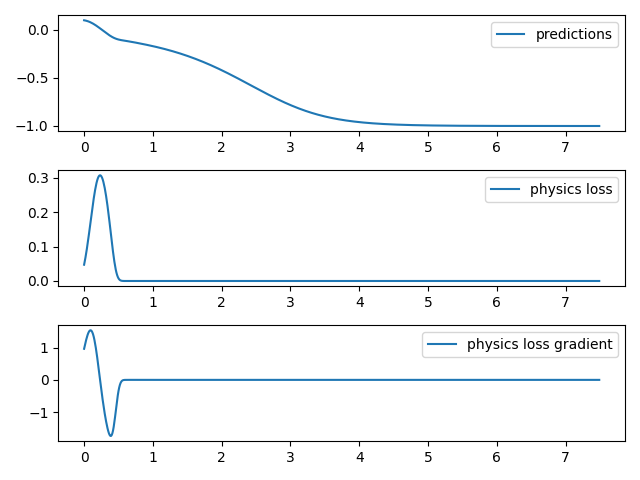 0.0
−0.5
−1.0
predictions
0 1 2 3 4 5 6 7
0.3
0.2
0.1
0.0
physics loss
0 1 2 3 4 5 6 7
1
0
−1
physics loss gradient
0 1 2 3 4 5 6 7